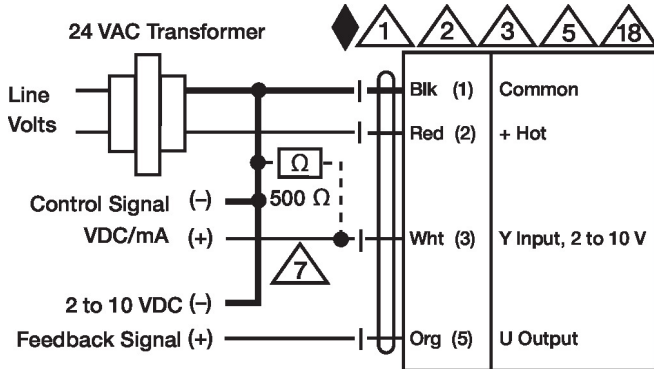 24 VAC Transformer
1 2 3 5 18
Line
Volts
Blk (1) Common
Red (2) + Hot
Ω
500 Ω
Control Signal (-)
VDC/mA (+)
Wht (3) Y Input, 2 to 10 V
7
2 to 10 VDC (-)
Feedback Signal (+)
Org (5) U Output